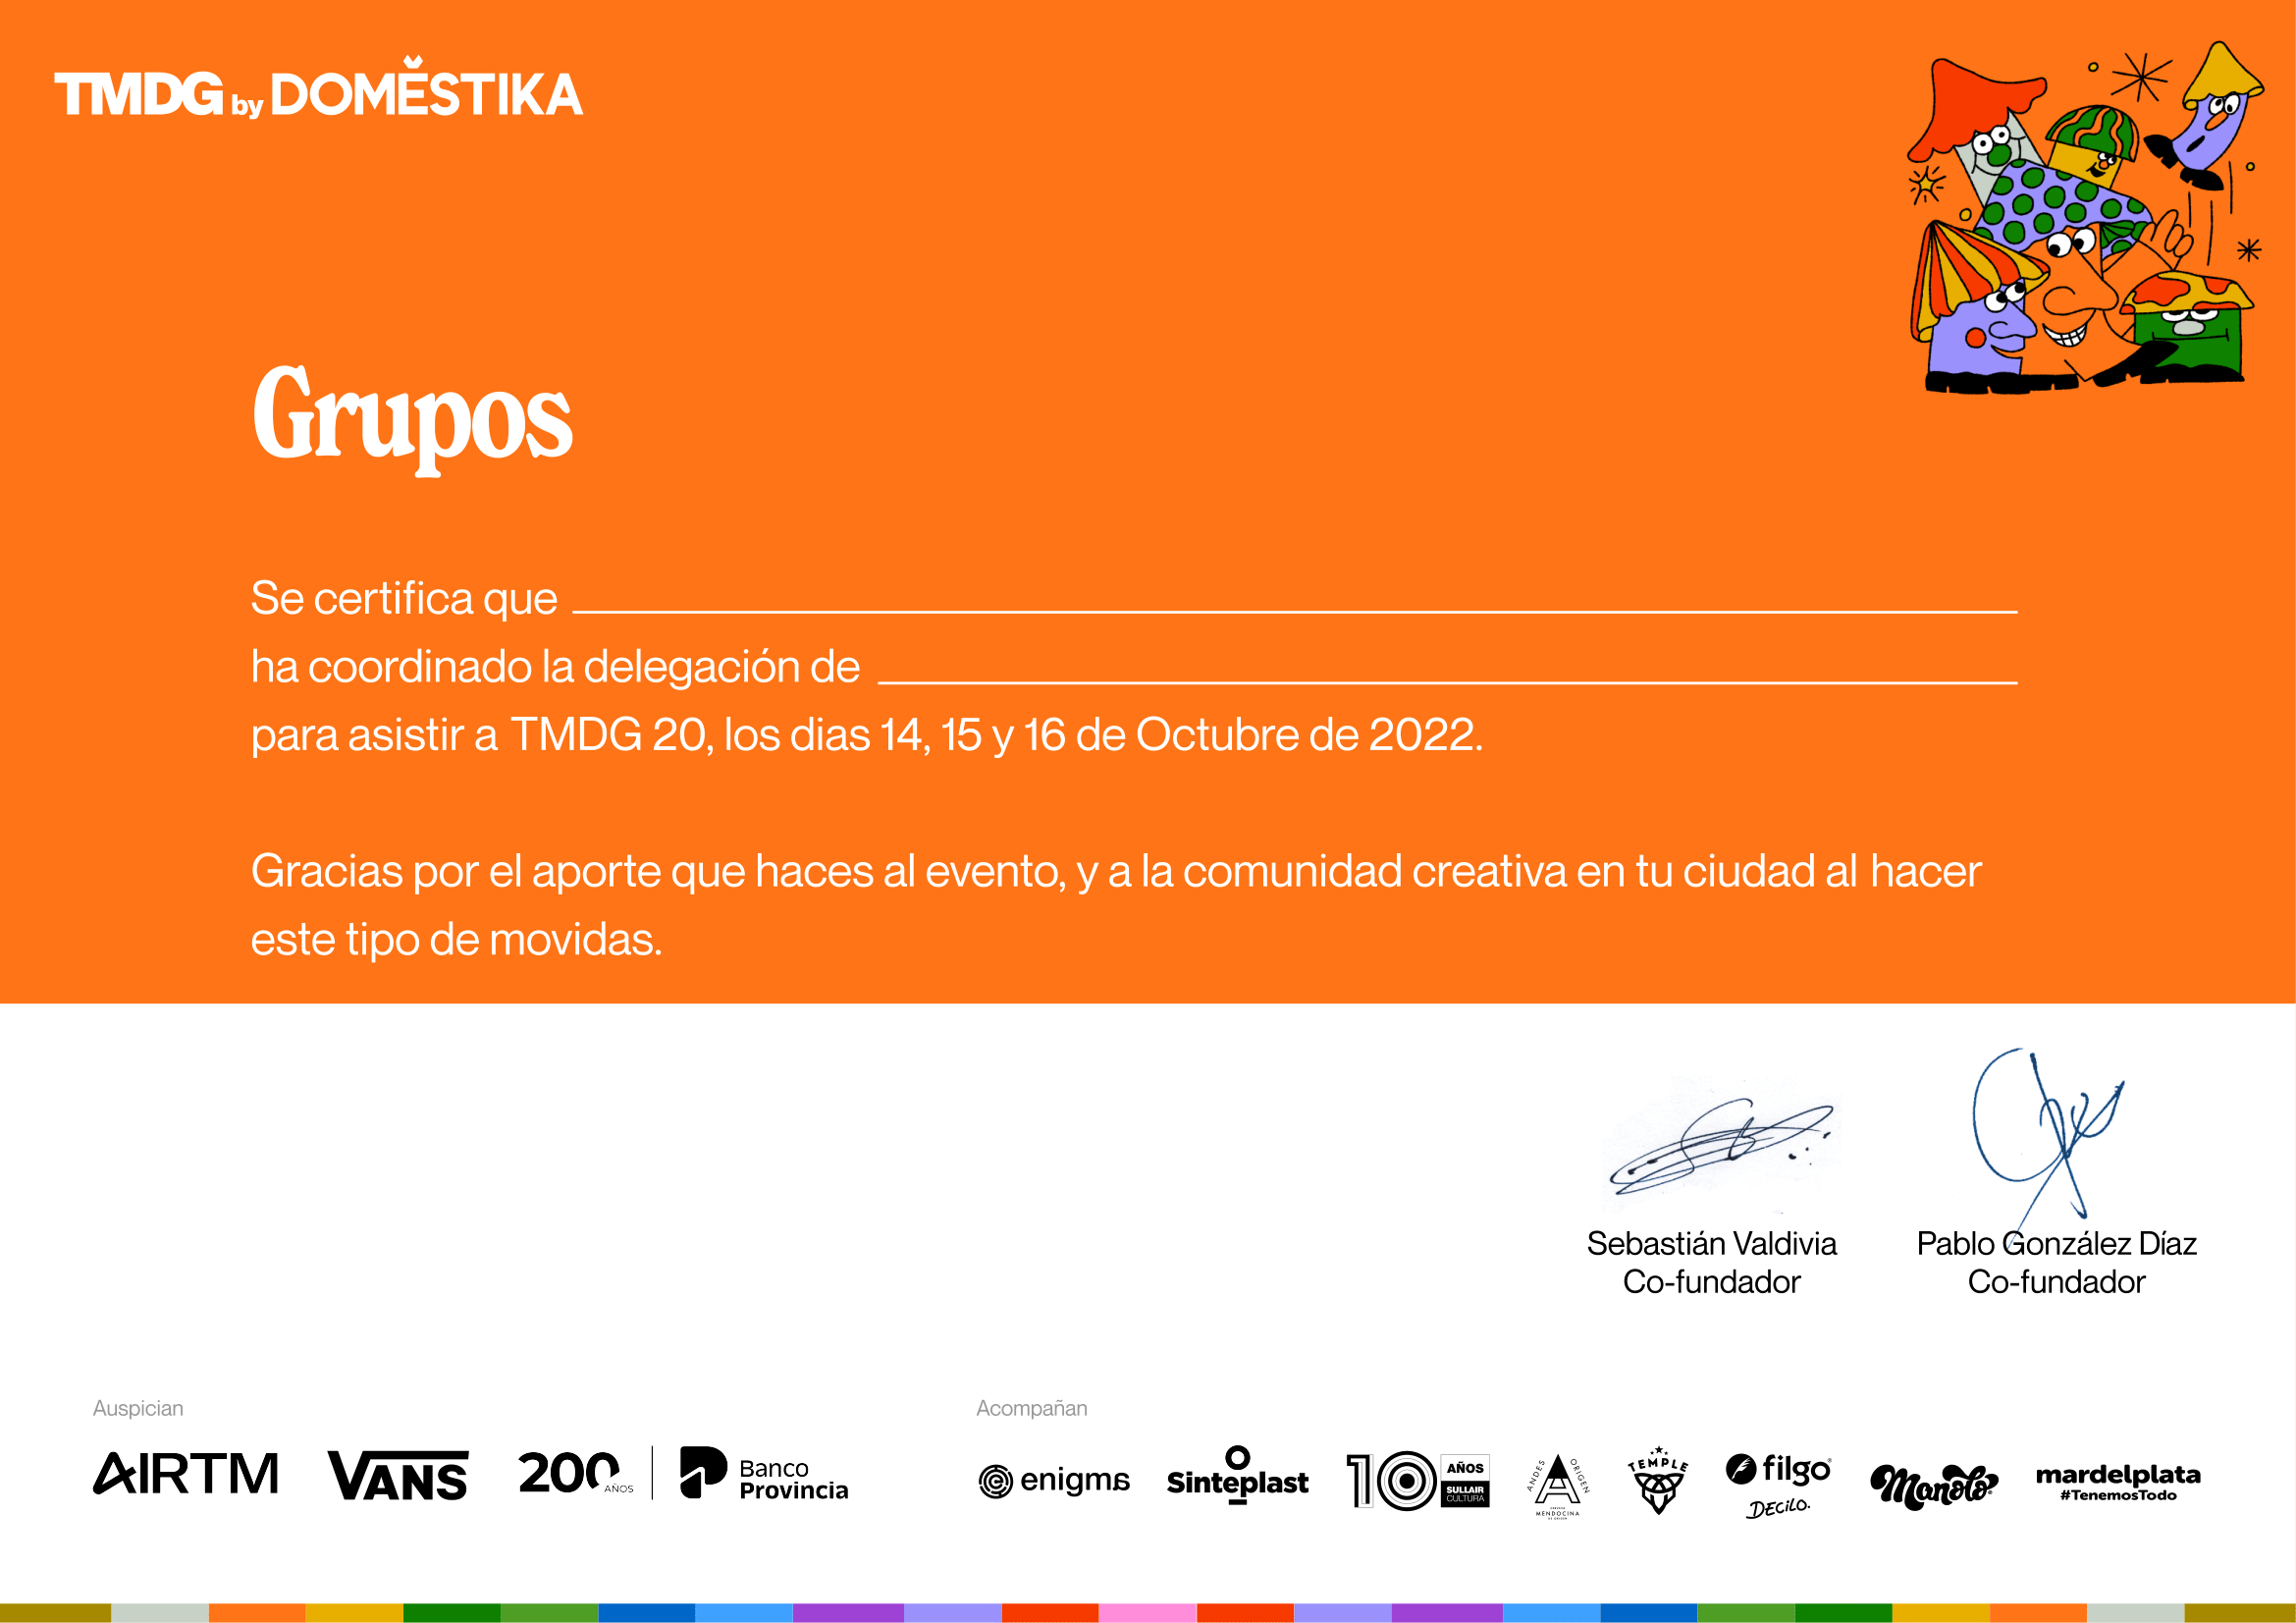 TMDG by DOMĚSTIKA
Grupos
Se certifica que
ha coordinado la delegación de
para asistir a TMDG 20, los dias 14, 15 y 16 de Octubre de 2022.
Gracias por el aporte que haces al evento, y a la comunidad creativa en tu ciudad al hacer
este tipo de movidas.
Sebastián Valdivia
Co-fundador
Pablo González Díaz
Co-fundador
Auspician
AIRTM
VANS
200 AÑOS
Banco
Provincia
Acompañan
enigma
Sinteplast
10 AÑOS
SULLAIR
CULTURA
ANDES ORIGEN
MENDOCINA
TEMPLE
filgo
DECILO.
Manolo
mardelplata
#TenemosTodo